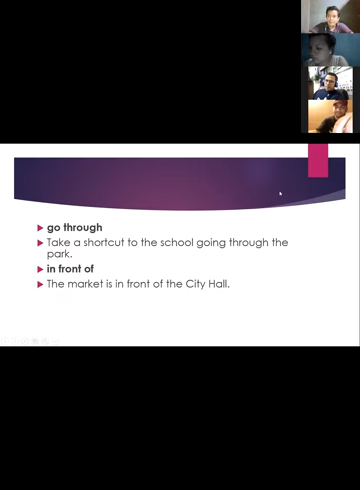 go through
Take a shortcut to the school going through the
park.
in front of
The market is in front of the City Hall.